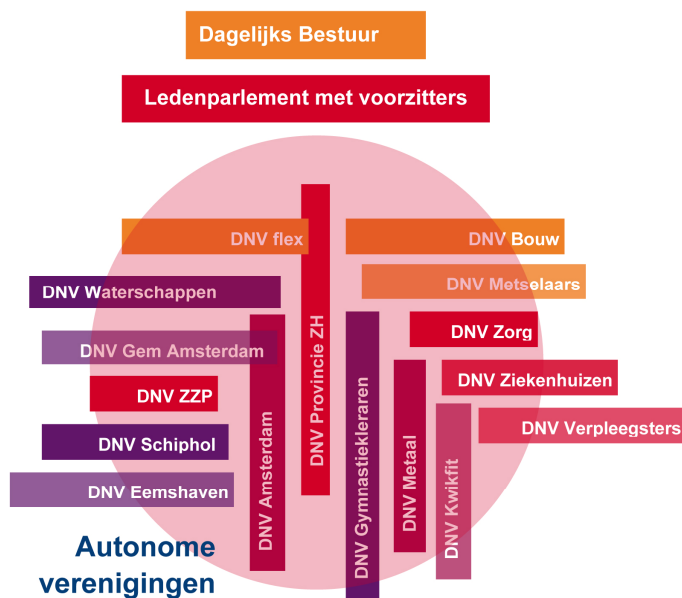 Dagelijks Bestuur
Ledenparlement met voorzitters
DNV flex
DNV Bouw
DNV Waterschappen
DNV Metselaars
DNV Gem Amsterdam
DNV Zorg
DNV ZZP
DNV Ziekenhuizen
DNV Schiphol
DNV Verpleegsters
DNV Eemshaven
DNV Amsterdam
DNV Provincie ZH
DNV Gymnastiekleraren
DNV Metaal
DNV Kwikfit
Autonome
verenigingen